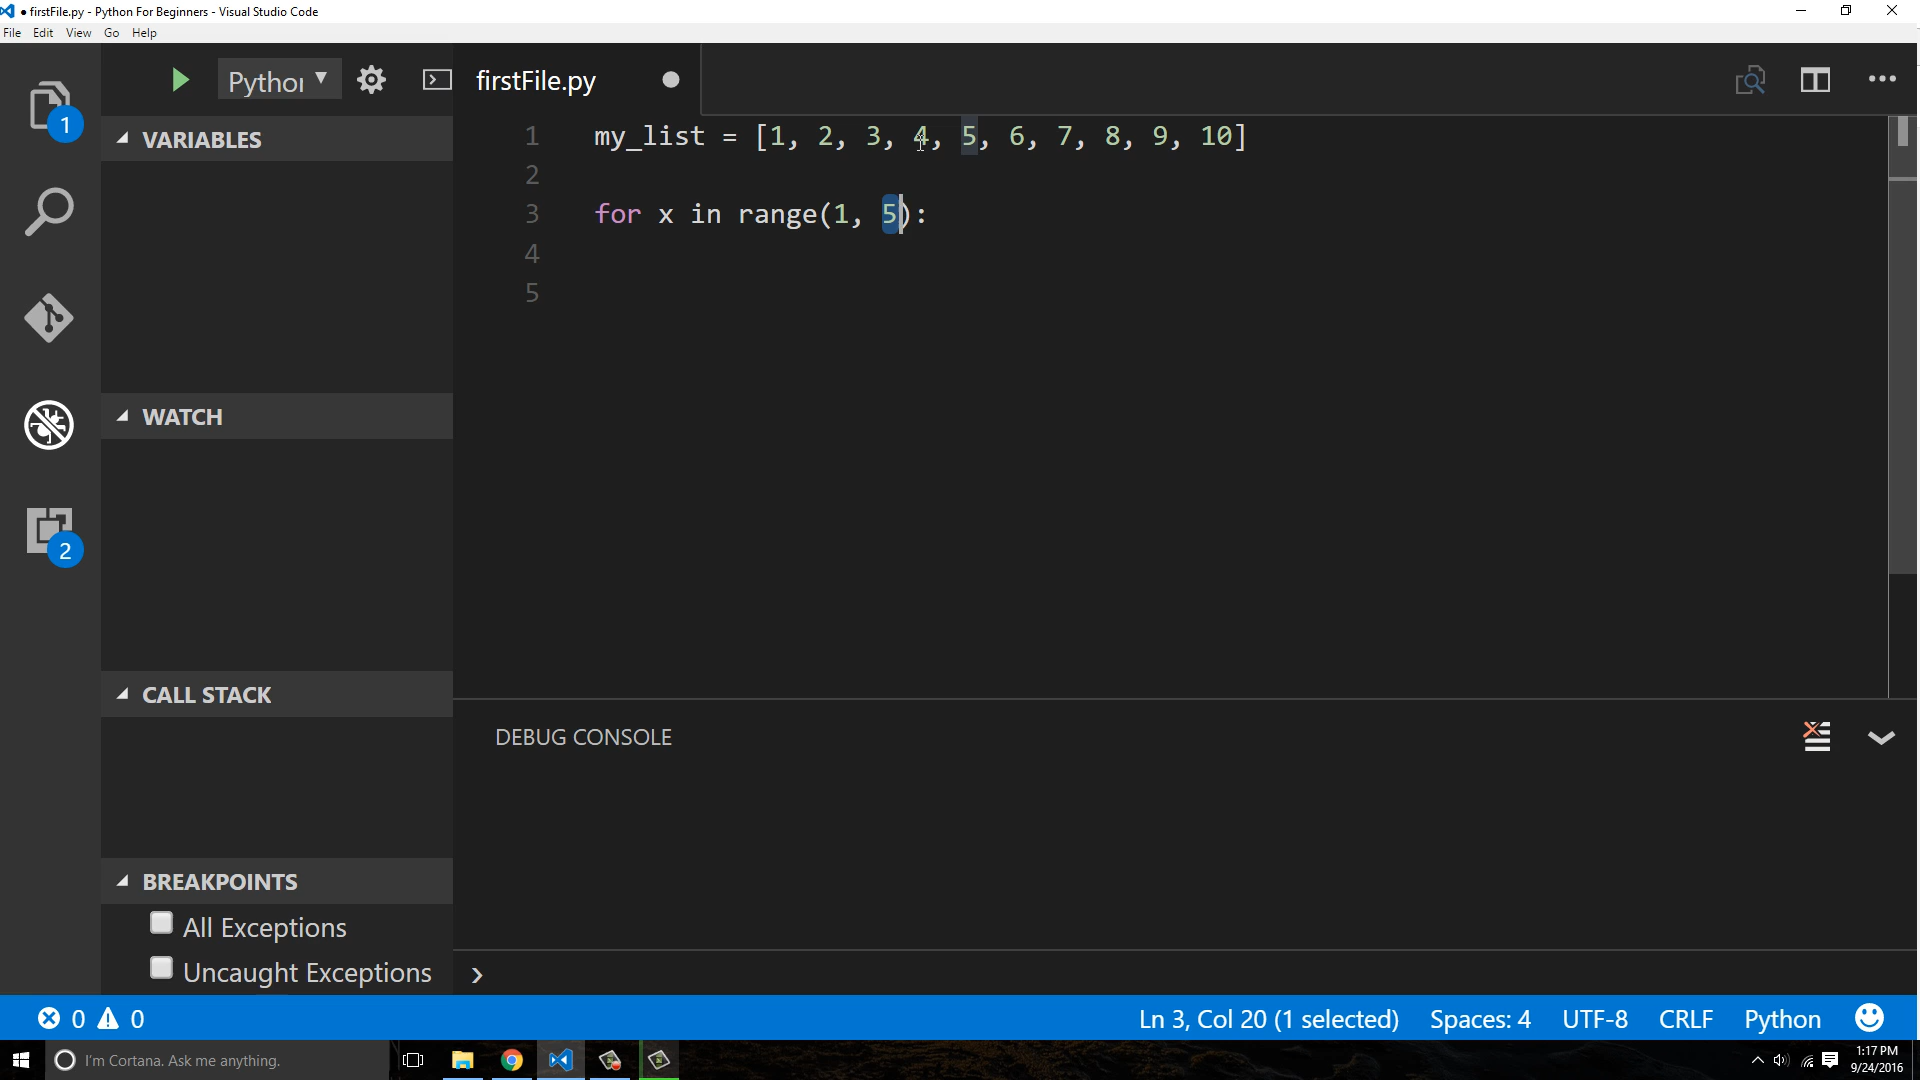 firstFile.py - Python For Beginners - Visual Studio Code
File Edit View Go Help
Pythor
firstFile.py
1
VARIABLES
1 my_list = [1, 2, 3, 4, 5, 6, 7, 8, 9, 10]
2
3 for x in range(1, 5):
4
5
WATCH
2
CALL STACK
DEBUG CONSOLE
BREAKPOINTS
All Exceptions
Uncaught Exceptions
0 0
Ln 3, Col 20 (1 selected) Spaces: 4 UTF-8 CRLF Python
I'm Cortana. Ask me anything.
1:17 PM
9/24/2016